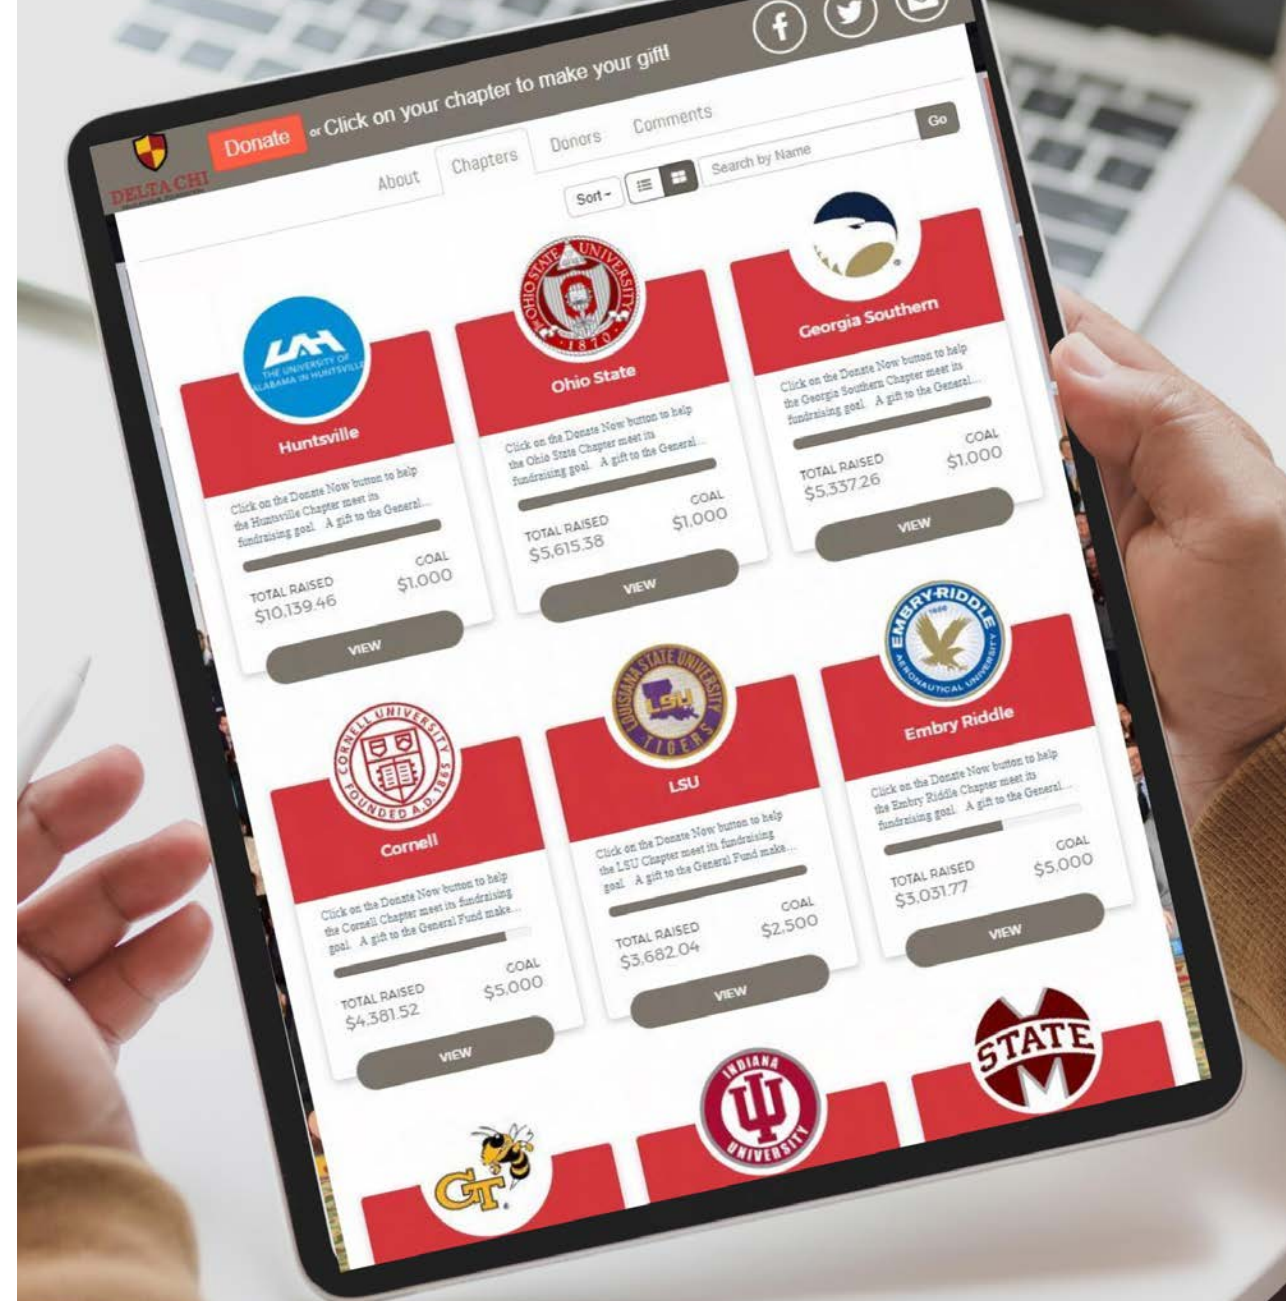 Donate or Click on your chapter to make your gift!
DELTA CHI
About Chapters Donors Comments
Sort Search by Name Go
THE UNIVERSITY OF
ALABAMA IN HUNTSVILLE
Huntsville
Click on the Donate Now button to help
the Huntsville Chapter meet its
fundraising goal. A gift to the General...
TOTAL RAISED GOAL
$10,139.46 $1,000
VIEW
THE OHIO STATE UNIVERSITY
1870
Ohio State
Click on the Donate Now button to help
the Ohio State Chapter meet its
fundraising goal. A gift to the General...
TOTAL RAISED GOAL
$5,615.38 $1,000
VIEW
Georgia Southern
Click on the Donate Now button to help
the Georgia Southern Chapter meet its
fundraising goal. A gift to the General...
TOTAL RAISED GOAL
$5,337.26 $1,000
VIEW
CORNELL UNIVERSITY
FOUNDED A.D. 1865
Cornell
Click on the Donate Now button to help
the Cornell Chapter meet its fundraising
goal. A gift to the General Fund make...
TOTAL RAISED GOAL
$4,381.52 $5,000
VIEW
LOUISIANA STATE UNIVERSITY
LSU
TIGERS
LSU
Click on the Donate Now button to help
the LSU Chapter meet its fundraising
goal. A gift to the General Fund make...
TOTAL RAISED GOAL
$3,682.04 $2,500
VIEW
EMBRY-RIDDLE
AERONAUTICAL UNIVERSITY
Embry Riddle
Click on the Donate Now button to help
the Embry Riddle Chapter meet its
fundraising goal. A gift to the General...
TOTAL RAISED GOAL
$3,031.77 $5,000
VIEW
GT
INDIANA
UNIVERSITY
STATE
M